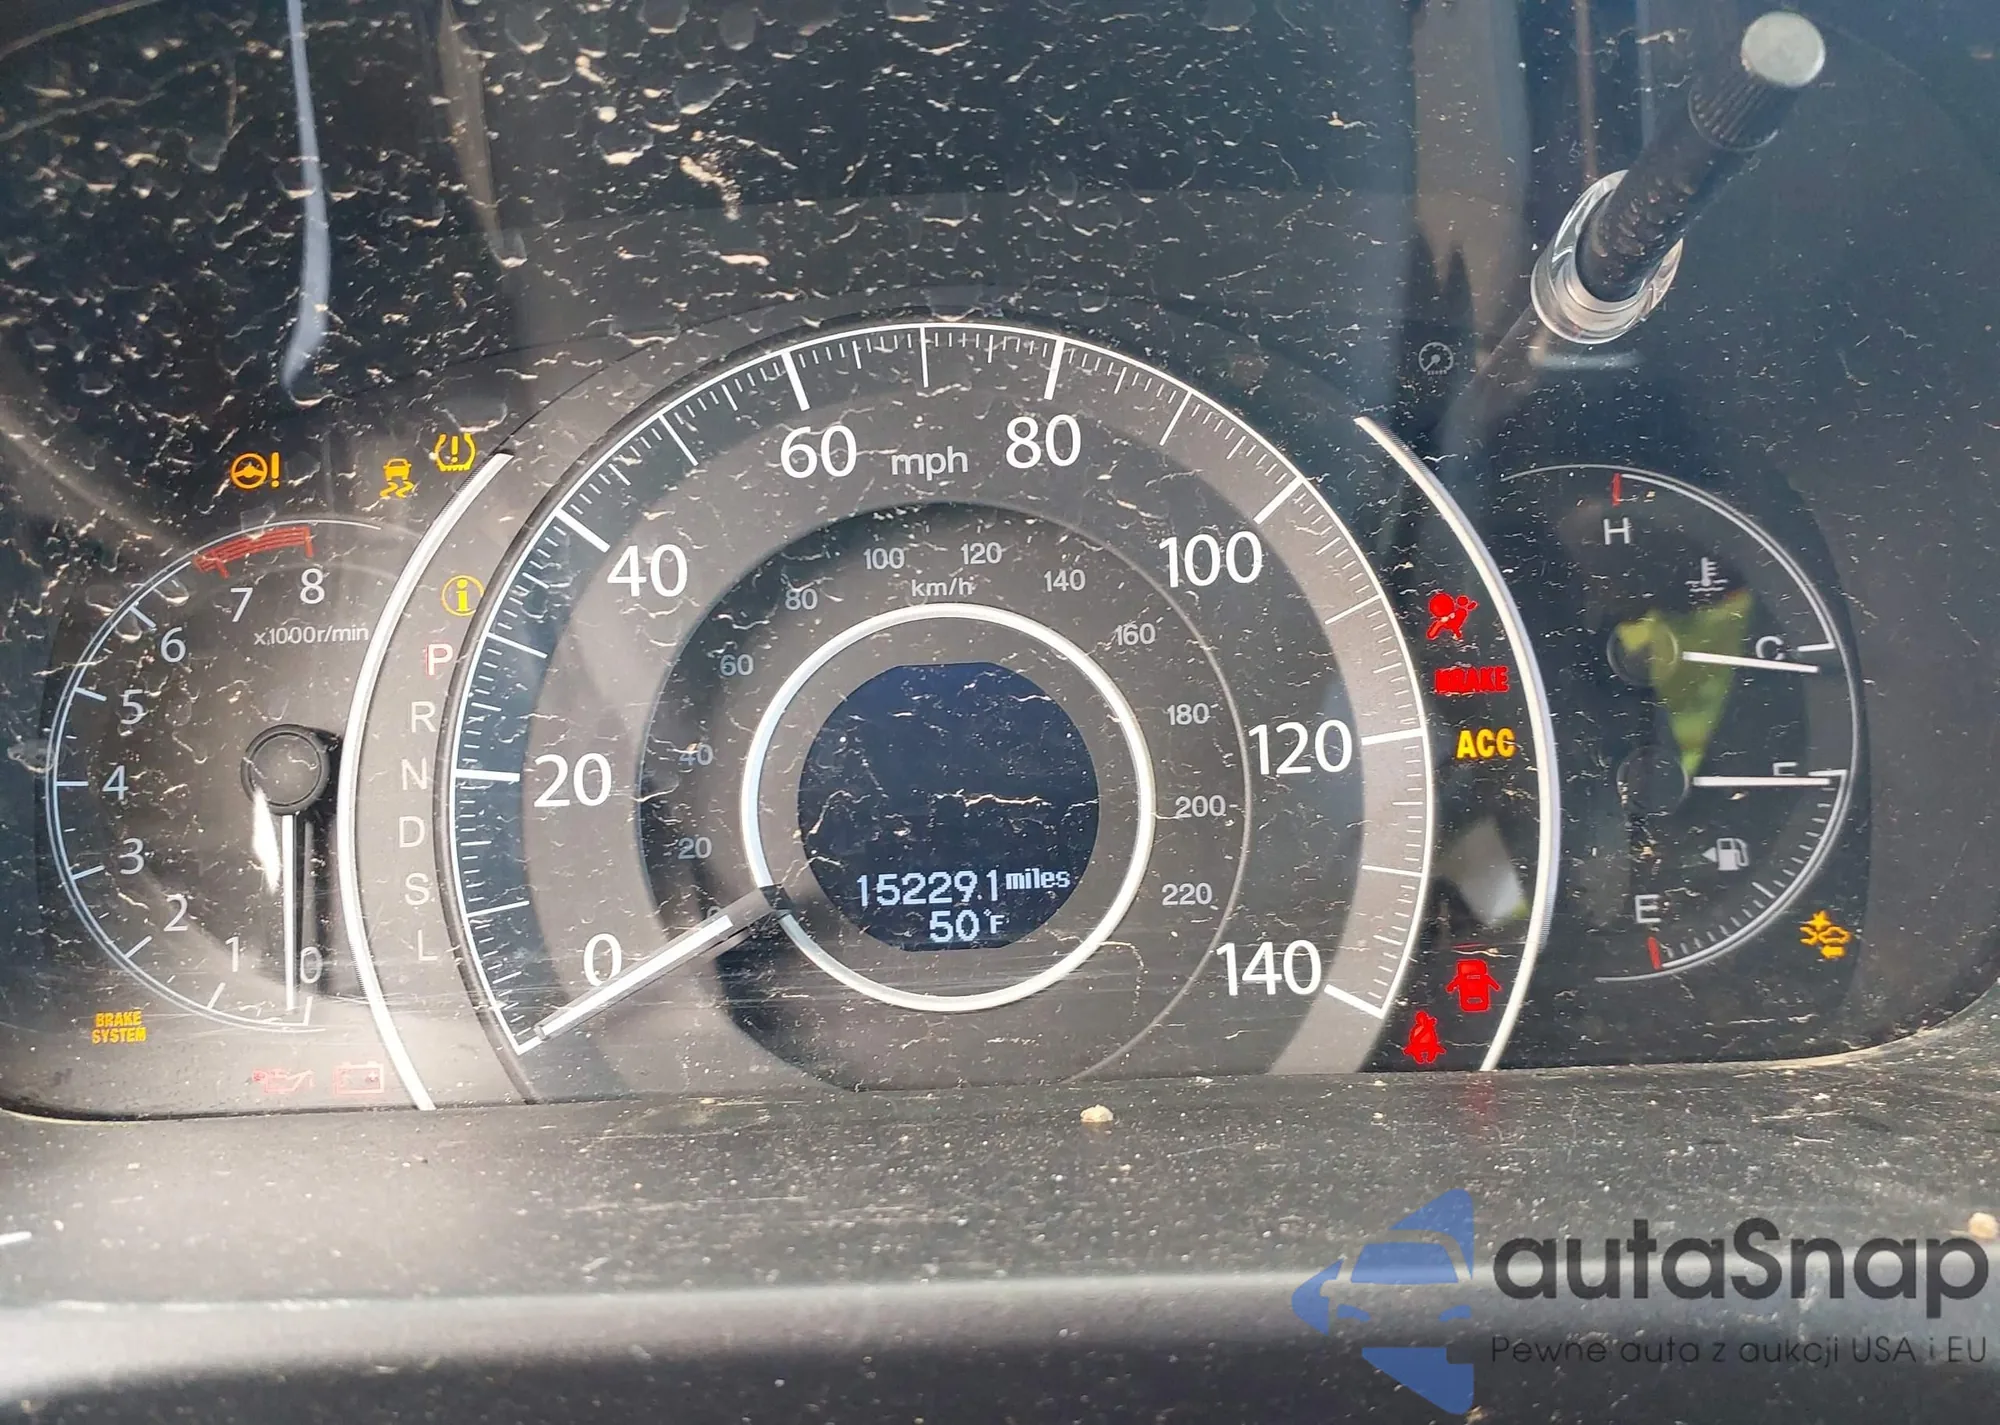 60 mph 80
40 100
20 120
0 140
100 120
km/h
80 140
60 160
40 180
20 200
220
8
7
x1000r/min
6
5
4
3
2
1 0
P
R
N
D
S
L
15229.1 miles
50°F
BRAKE
ACC
H
C
F
E
BRAKE
SYSTEM
autaSnap
Pewne auta z aukcji USA i EU